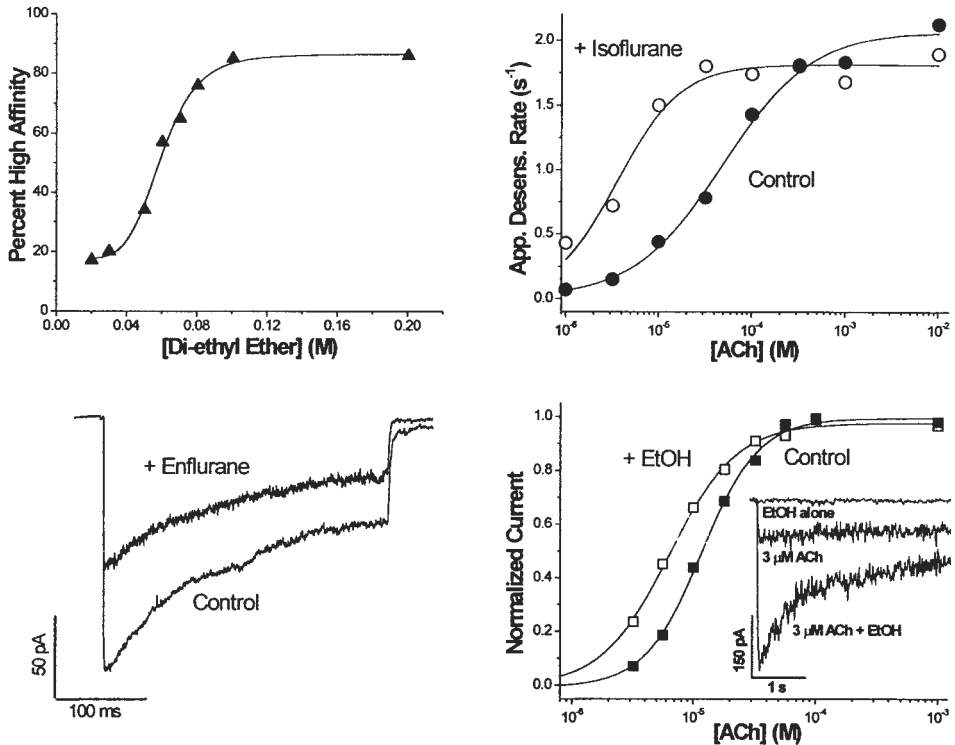 Percent High Affinity
100
80
60
40
20
0
0.00 0.04 0.08 0.12 0.16 0.20
[Di-ethyl Ether] (M)
App. Desens. Rate (s⁻¹)
2.0
1.5
1.0
0.5
0.0
+ Isoflurane
Control
10⁻⁶ 10⁻⁵ 10⁻⁴ 10⁻³ 10⁻²
[ACh] (M)
+ Enflurane
Control
50 pA
100 ms
Normalized Current
1.0
0.8
0.6
0.4
0.2
0.0
+ EtOH
Control
EtOH alone
3 μM ACh
3 μM ACh + EtOH
150 pA
1 s
10⁻⁶ 10⁻⁵ 10⁻⁴ 10⁻³
[ACh] (M)